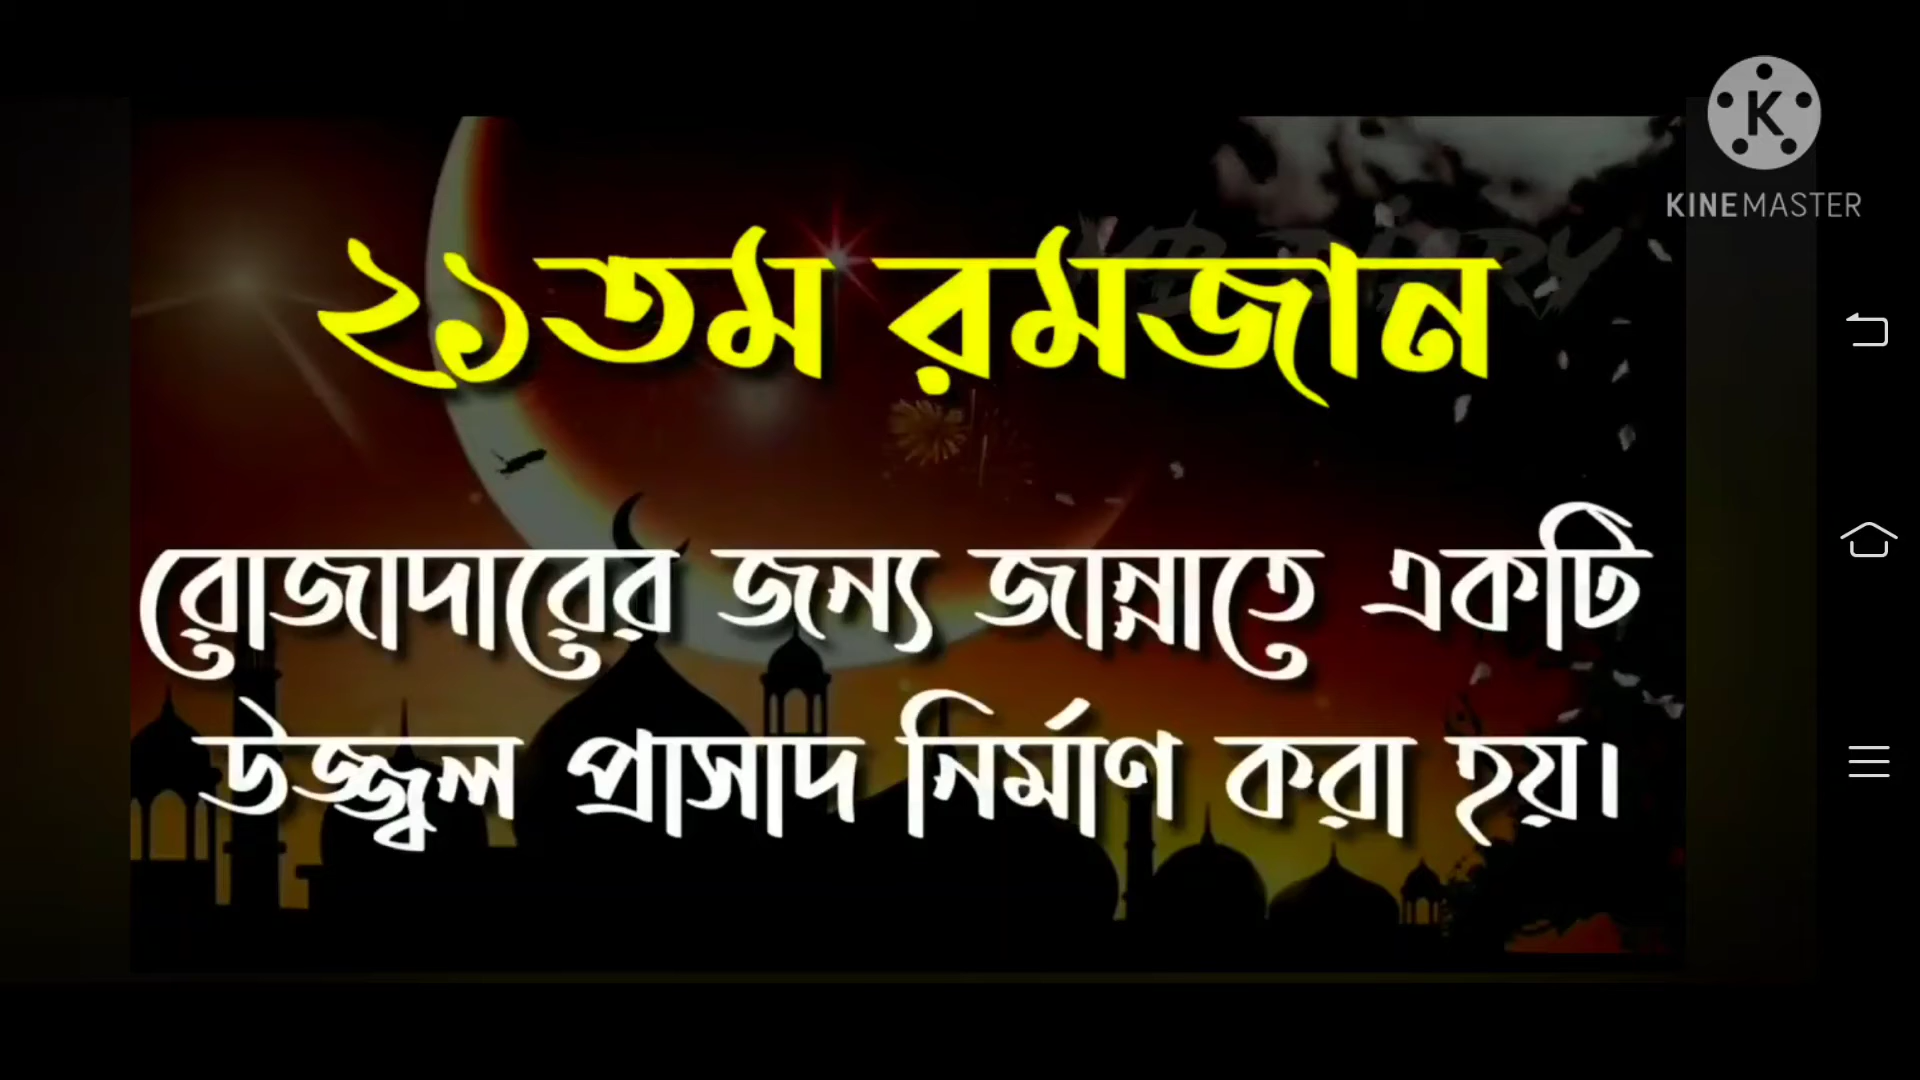 KINEMASTER
২১তম রমজান
রোজাদারের জন্য জান্নাতে একটি
উজ্জ্বল প্রাসাদ নির্মাণ করা হয়।